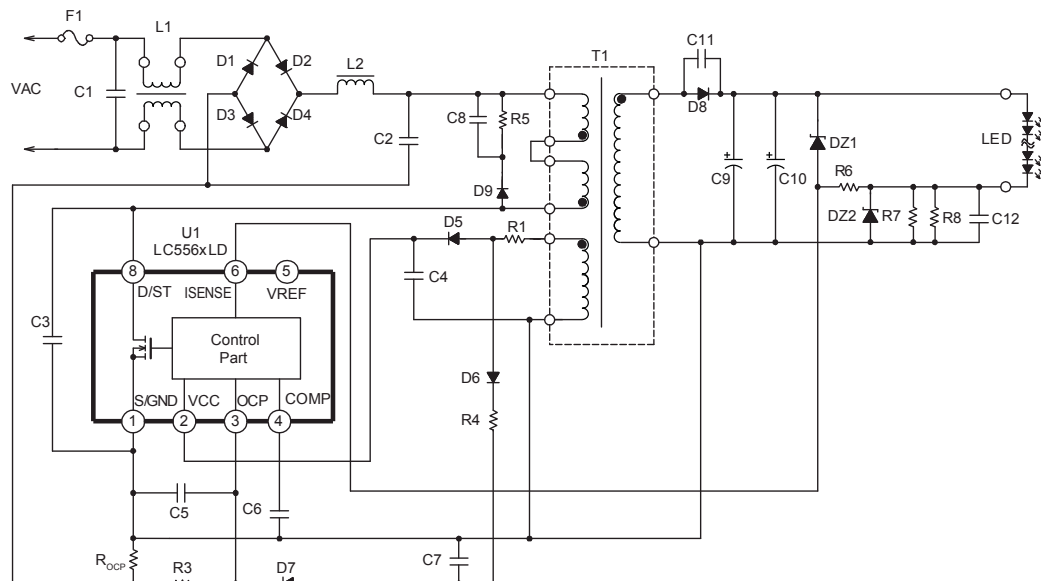 F1
L1
VAC
C1
D1
D2
D3
D4
L2
C2
C8
R5
D9
T1
C11
D8
C9
C10
DZ1
R6
DZ2
R7
R8
C12
LED
U1
LC556xLD
D5
R1
C4
8
6
5
D/ST
ISENSE
VREF
C3
Control
Part
S/GND
VCC
OCP
COMP
1
2
3
4
D6
R4
C5
C6
C7
ROCP
R3
D7
+
+